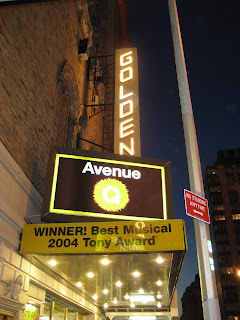 GOLDEN
Avenue
Q
WINNER! Best Musical
2004 Tony Award
NO STANDING
ANYTIME